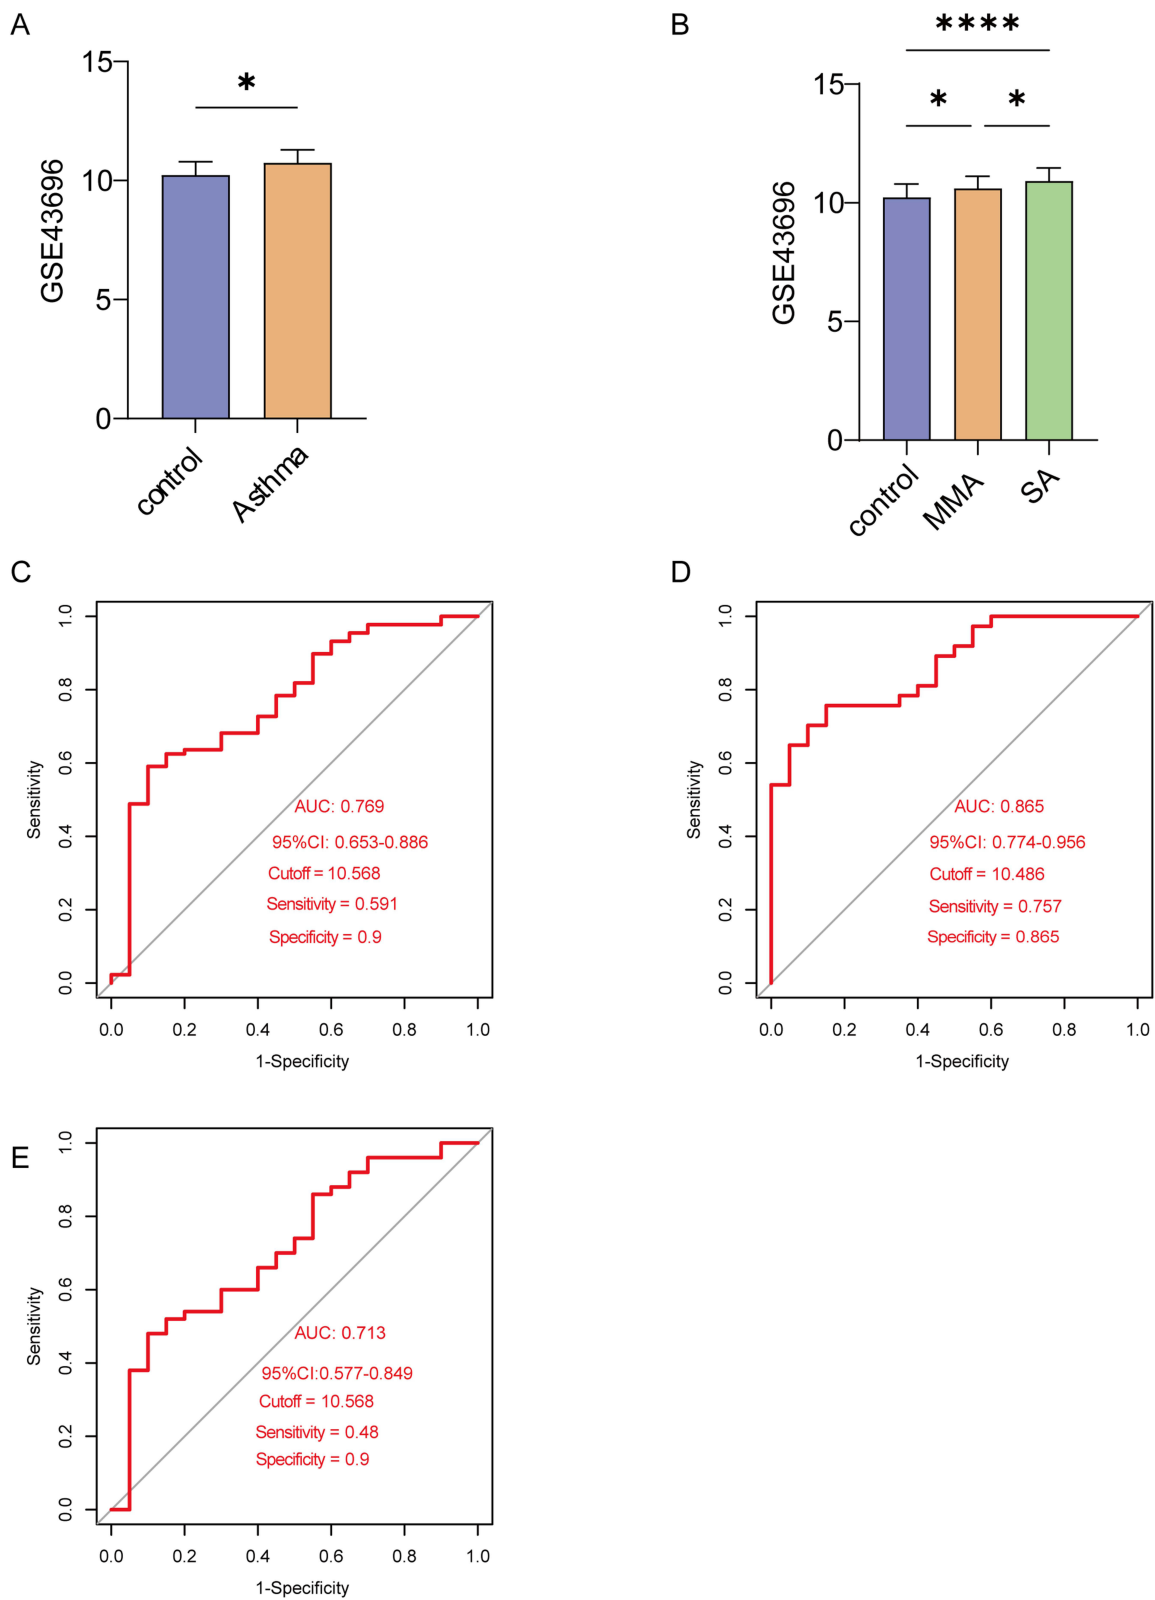 A
15
10
5
0
GSE43696
*
control
Asthma
B
15
10
5
0
GSE43696
****
*
*
control
MMA
SA
C
1.0
0.8
0.6
0.4
0.2
0.0
Sensitivity
AUC: 0.769
95%CI: 0.653-0.886
Cutoff = 10.568
Sensitivity = 0.591
Specificity = 0.9
0.0 0.2 0.4 0.6 0.8 1.0
1-Specificity
D
1.0
0.8
0.6
0.4
0.2
0.0
Sensitivity
AUC: 0.865
95%CI: 0.774-0.956
Cutoff = 10.486
Sensitivity = 0.757
Specificity = 0.865
0.0 0.2 0.4 0.6 0.8 1.0
1-Specificity
E
1.0
0.8
0.6
0.4
0.2
0.0
Sensitivity
AUC: 0.713
95%CI:0.577-0.849
Cutoff = 10.568
Sensitivity = 0.48
Specificity = 0.9
0.0 0.2 0.4 0.6 0.8 1.0
1-Specificity